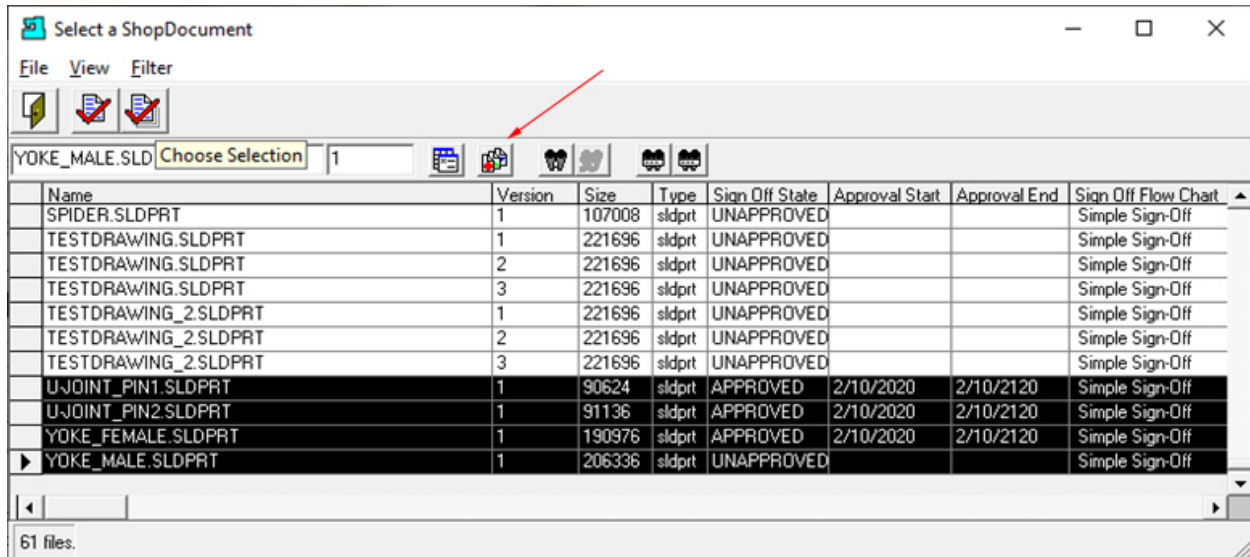 Select a ShopDocument
File View Filter
YOKE_MALE.SLD Choose Selection 1
Name Version Size Type Sign Off State Approval Start Approval End Sign Off Flow Chart
SPIDER.SLDPRT 1 107008 sldprt UNAPPROVED Simple Sign-Off
TESTDRAWING.SLDPRT 1 221696 sldprt UNAPPROVED Simple Sign-Off
TESTDRAWING.SLDPRT 2 221696 sldprt UNAPPROVED Simple Sign-Off
TESTDRAWING.SLDPRT 3 221696 sldprt UNAPPROVED Simple Sign-Off
TESTDRAWING_2.SLDPRT 1 221696 sldprt UNAPPROVED Simple Sign-Off
TESTDRAWING_2.SLDPRT 2 221696 sldprt UNAPPROVED Simple Sign-Off
TESTDRAWING_2.SLDPRT 3 221696 sldprt UNAPPROVED Simple Sign-Off
U-JOINT_PIN1.SLDPRT 1 90624 sldprt APPROVED 2/10/2020 2/10/2120 Simple Sign-Off
U-JOINT_PIN2.SLDPRT 1 91136 sldprt APPROVED 2/10/2020 2/10/2120 Simple Sign-Off
YOKE_FEMALE.SLDPRT 1 190976 sldprt APPROVED 2/10/2020 2/10/2120 Simple Sign-Off
YOKE_MALE.SLDPRT 1 206336 sldprt UNAPPROVED Simple Sign-Off
61 files.